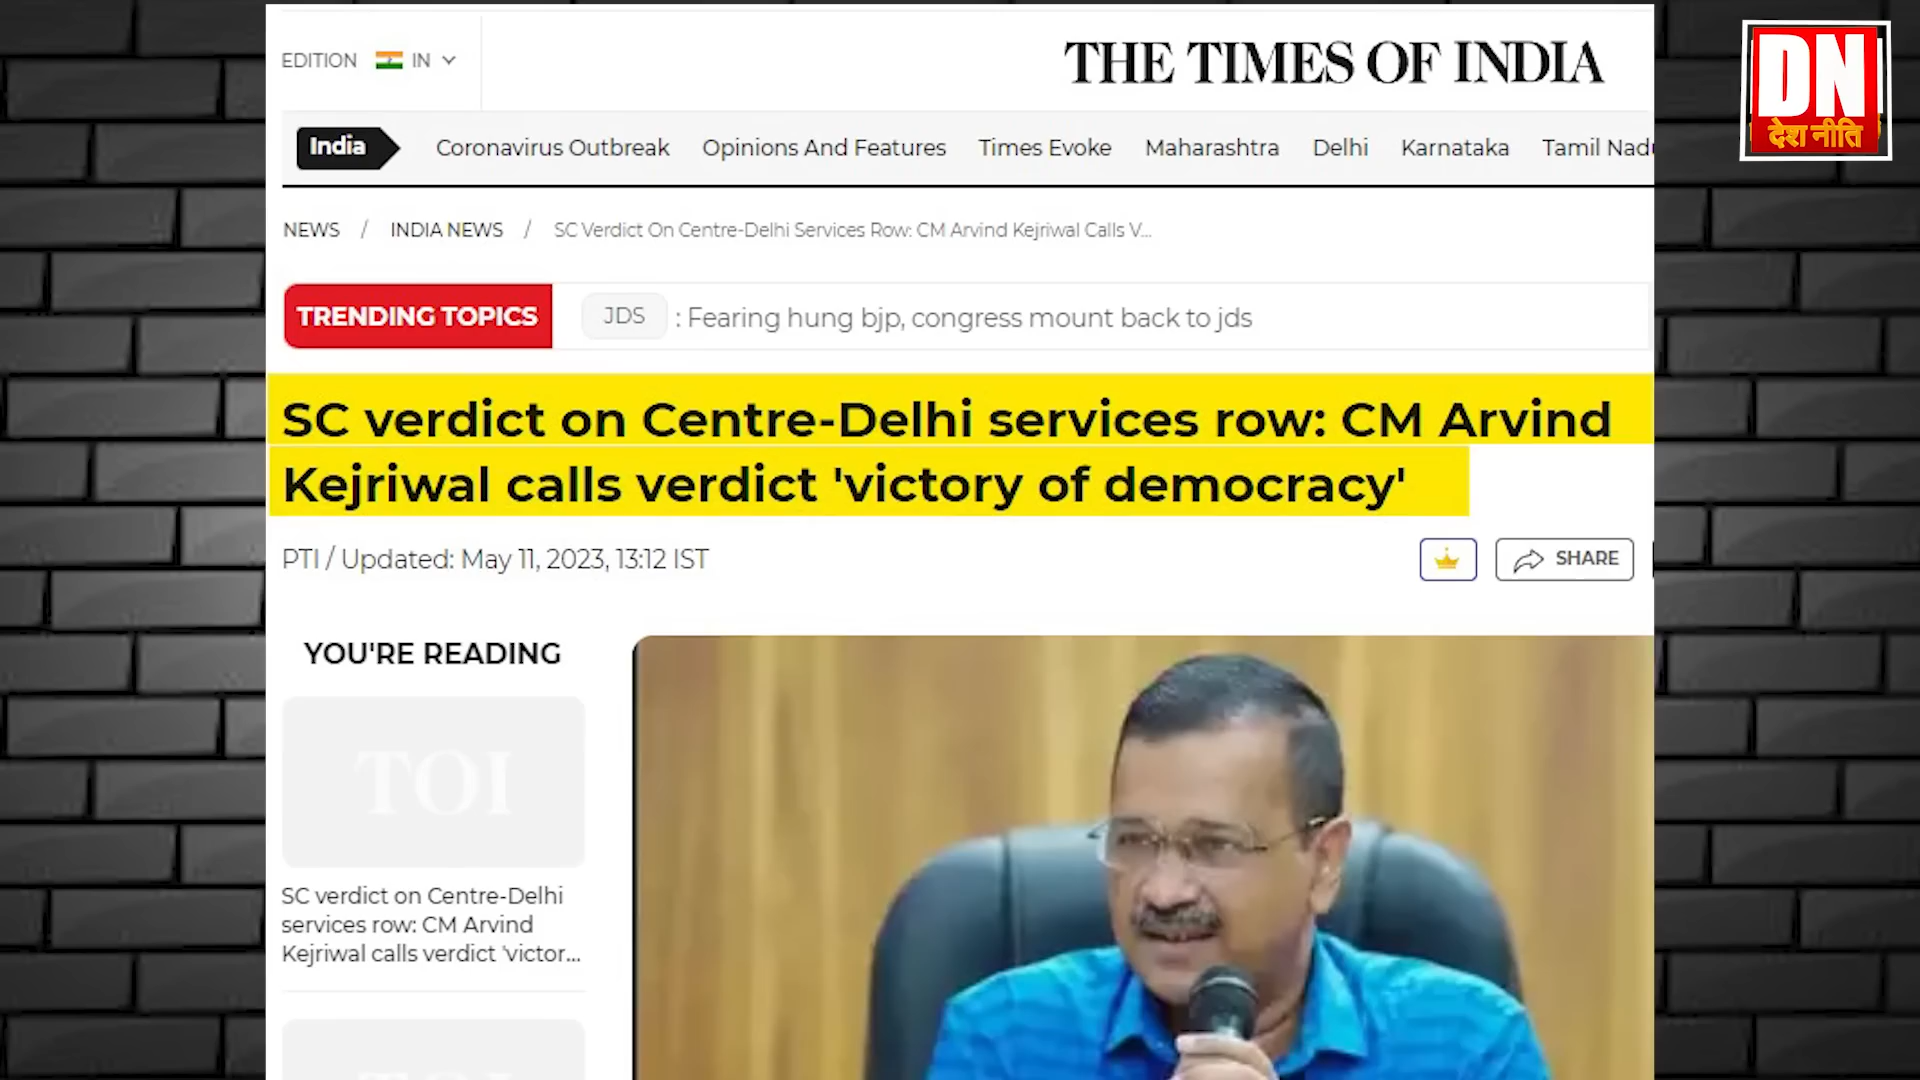 EDITION IN
THE TIMES OF INDIA
DN
देश नीति
India Coronavirus Outbreak Opinions And Features Times Evoke Maharashtra Delhi Karnataka Tamil Nadu
NEWS / INDIA NEWS / SC Verdict On Centre-Delhi Services Row: CM Arvind Kejriwal Calls V...
TRENDING TOPICS JDS : Fearing hung bjp, congress mount back to jds
SC verdict on Centre-Delhi services row: CM Arvind
Kejriwal calls verdict 'victory of democracy'
PTI / Updated: May 11, 2023, 13:12 IST
SHARE
YOU'RE READING
TOI
SC verdict on Centre-Delhi
services row: CM Arvind
Kejriwal calls verdict 'victor...
TOI